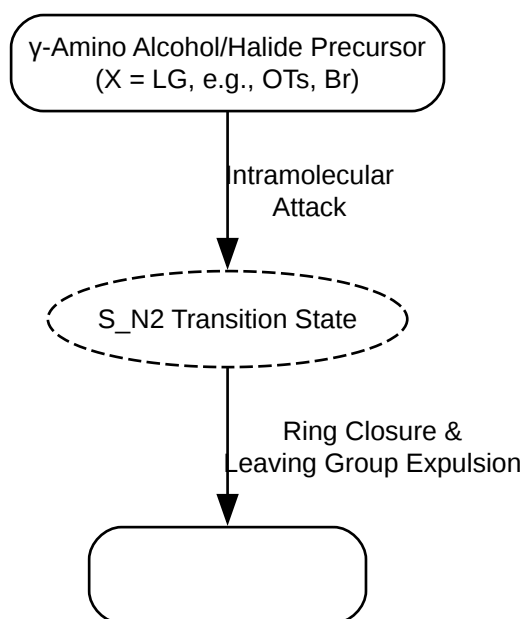 γ-Amino Alcohol/Halide Precursor
(X = LG, e.g., OTs, Br)
Intramolecular
Attack
S_N2 Transition State
Ring Closure &
Leaving Group Expulsion